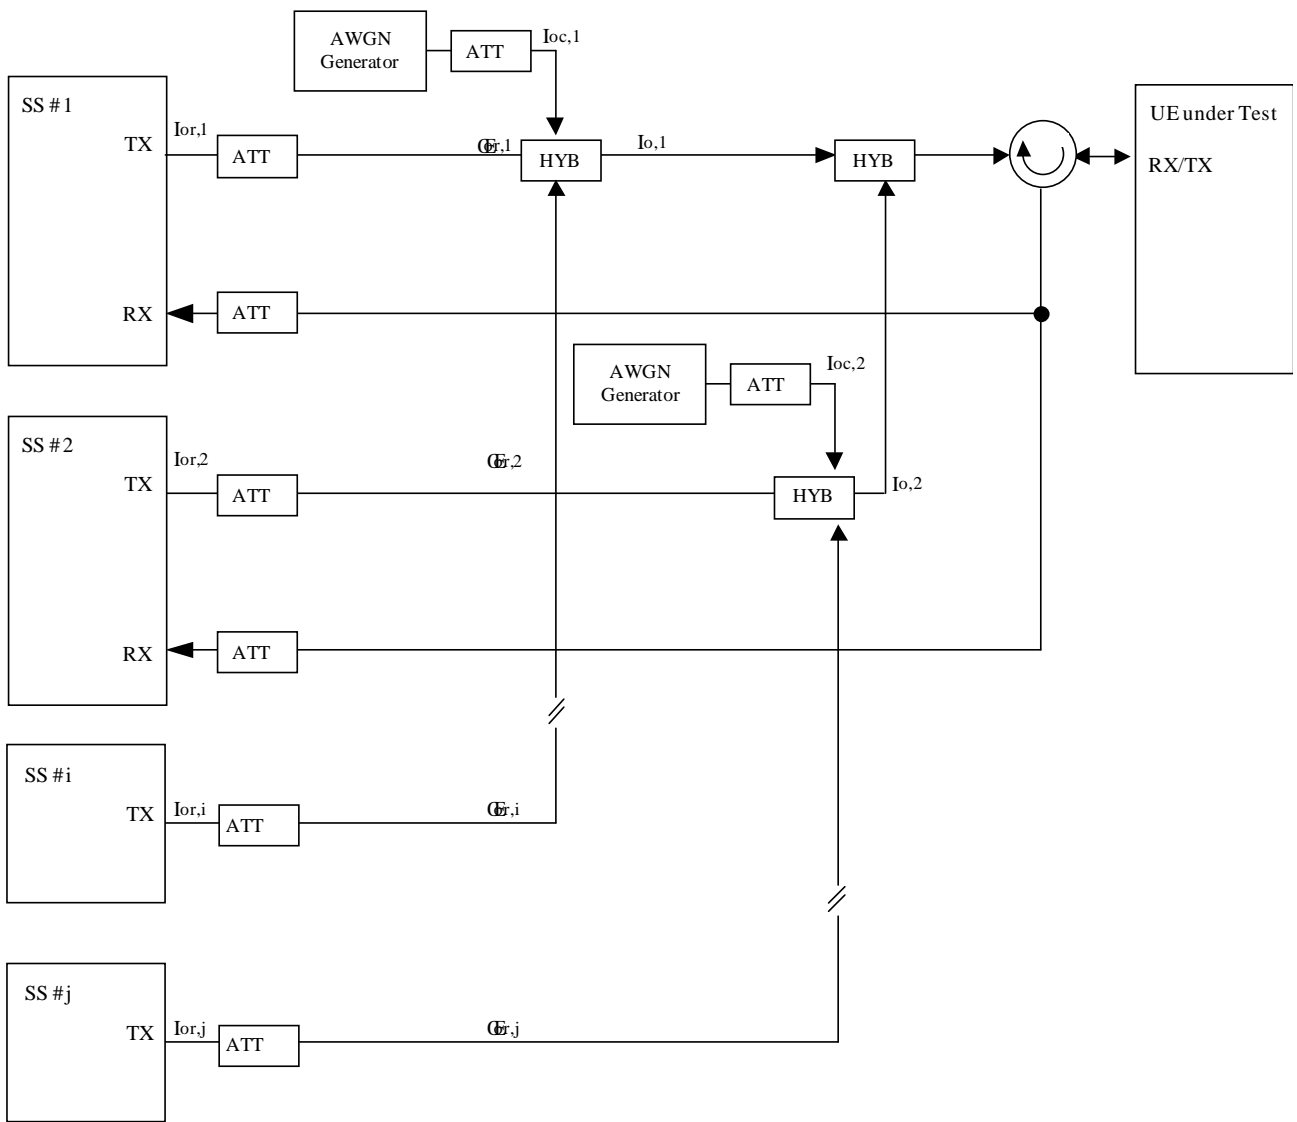 AWGN
Generator
ATT
Ioc,1
SS #1
TX
Ior,1
ATT
HYB
Io,1
HYB
UE under Test
RX/TX
RX
ATT
AWGN
Generator
ATT
Ioc,2
SS #2
TX
Ior,2
ATT
HYB
Io,2
RX
ATT
SS #i
TX
Ior,i
ATT
SS #j
TX
Ior,j
ATT